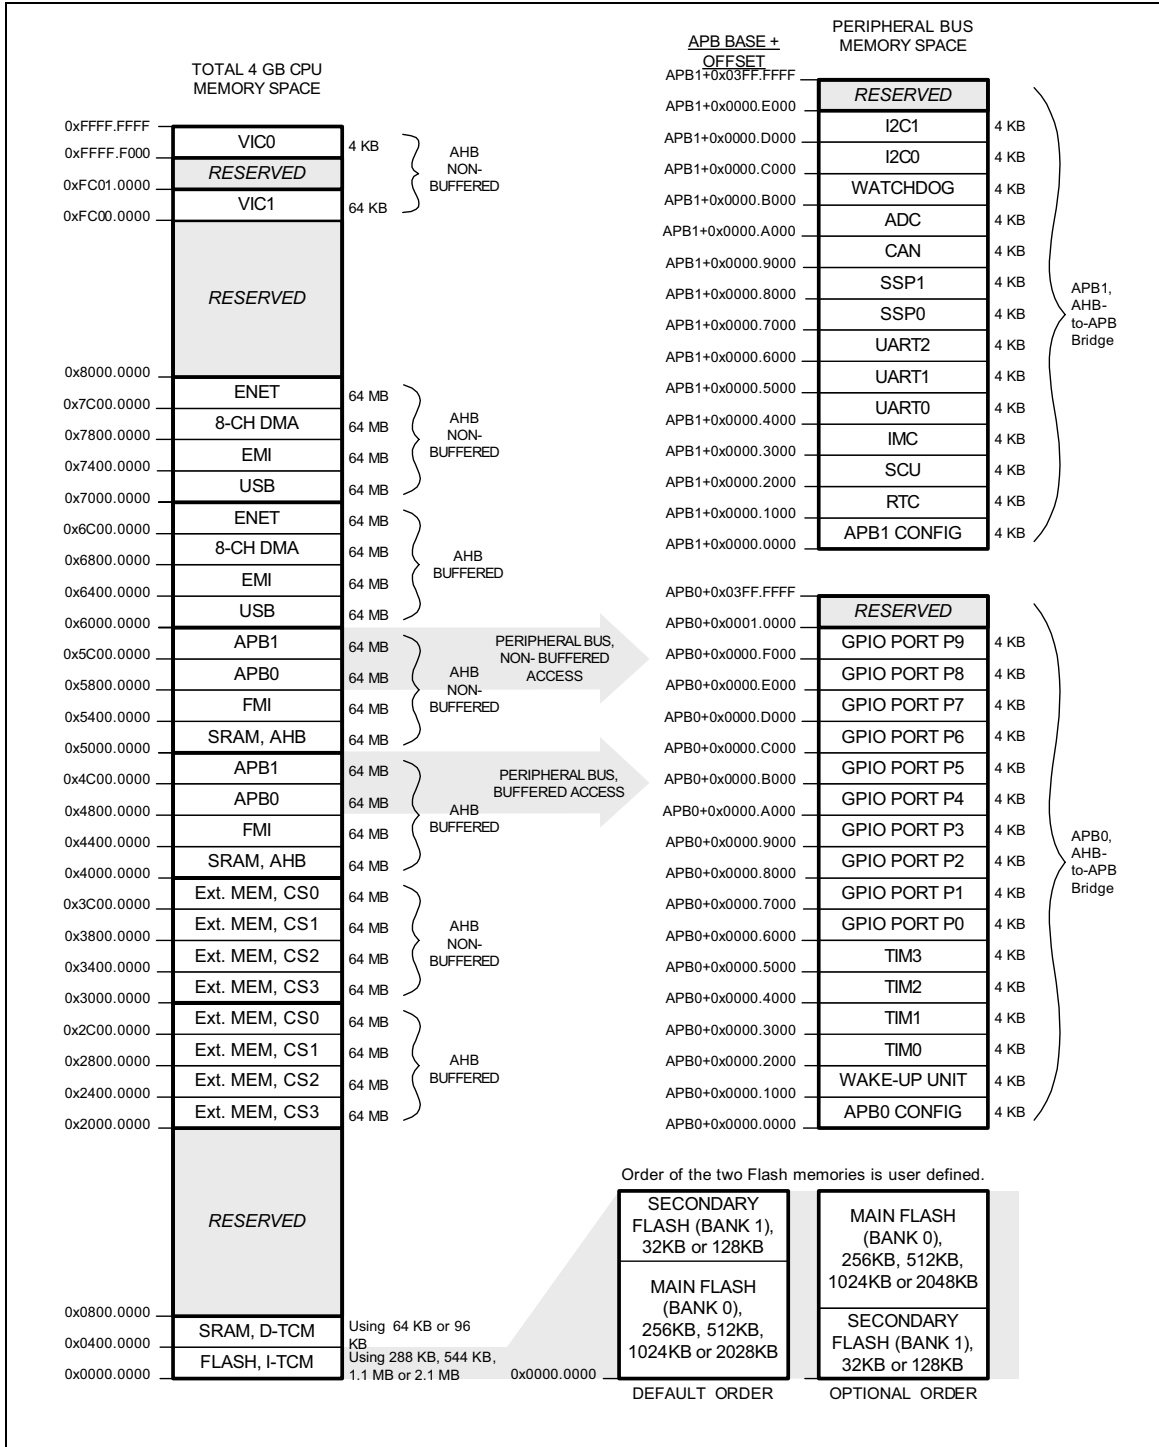 TOTAL 4 GB CPU
MEMORY SPACE
0xFFFF.FFFF
VIC0
4 KB
0xFFFF.F000
RESERVED
0xFC01.0000
VIC1
64 KB
0xFC00.0000
AHB
NON-
BUFFERED
RESERVED
0x8000.0000
ENET
64 MB
0x7C00.0000
8-CH DMA
64 MB
0x7800.0000
EMI
64 MB
0x7400.0000
USB
64 MB
0x7000.0000
AHB
NON-
BUFFERED
ENET
64 MB
0x6C00.0000
8-CH DMA
64 MB
0x6800.0000
EMI
64 MB
0x6400.0000
USB
64 MB
0x6000.0000
AHB
BUFFERED
APB1
64 MB
0x5C00.0000
APB0
64 MB
0x5800.0000
FMI
64 MB
0x5400.0000
SRAM, AHB
64 MB
0x5000.0000
AHB
NON-
BUFFERED
PERIPHERAL BUS,
NON- BUFFERED
ACCESS
APB1
64 MB
0x4C00.0000
APB0
64 MB
0x4800.0000
FMI
64 MB
0x4400.0000
SRAM, AHB
64 MB
0x4000.0000
AHB
BUFFERED
PERIPHERAL BUS,
BUFFERED ACCESS
Ext. MEM, CS0
64 MB
0x3C00.0000
Ext. MEM, CS1
64 MB
0x3800.0000
Ext. MEM, CS2
64 MB
0x3400.0000
Ext. MEM, CS3
64 MB
0x3000.0000
AHB
NON-
BUFFERED
Ext. MEM, CS0
64 MB
0x2C00.0000
Ext. MEM, CS1
64 MB
0x2800.0000
Ext. MEM, CS2
64 MB
0x2400.0000
Ext. MEM, CS3
64 MB
0x2000.0000
AHB
BUFFERED
RESERVED
0x0800.0000
SRAM, D-TCM
Using 64 KB or 96
KB
0x0400.0000
FLASH, I-TCM
Using 288 KB, 544 KB,
1.1 MB or 2.1 MB
0x0000.0000
APB BASE +
OFFSET
PERIPHERAL BUS
MEMORY SPACE
APB1+0x03FF.FFFF
RESERVED
APB1+0x0000.E000
I2C1
4 KB
APB1+0x0000.D000
I2C0
4 KB
APB1+0x0000.C000
WATCHDOG
4 KB
APB1+0x0000.B000
ADC
4 KB
APB1+0x0000.A000
CAN
4 KB
APB1+0x0000.9000
SSP1
4 KB
APB1+0x0000.8000
SSP0
4 KB
APB1+0x0000.7000
UART2
4 KB
APB1+0x0000.6000
UART1
4 KB
APB1+0x0000.5000
UART0
4 KB
APB1+0x0000.4000
IMC
4 KB
APB1+0x0000.3000
SCU
4 KB
APB1+0x0000.2000
RTC
4 KB
APB1+0x0000.1000
APB1 CONFIG
4 KB
APB1+0x0000.0000
APB1,
AHB-
to-APB
Bridge
APB0+0x03FF.FFFF
RESERVED
APB0+0x0001.0000
GPIO PORT P9
4 KB
APB0+0x0000.F000
GPIO PORT P8
4 KB
APB0+0x0000.E000
GPIO PORT P7
4 KB
APB0+0x0000.D000
GPIO PORT P6
4 KB
APB0+0x0000.C000
GPIO PORT P5
4 KB
APB0+0x0000.B000
GPIO PORT P4
4 KB
APB0+0x0000.A000
GPIO PORT P3
4 KB
APB0+0x0000.9000
GPIO PORT P2
4 KB
APB0+0x0000.8000
GPIO PORT P1
4 KB
APB0+0x0000.7000
GPIO PORT P0
4 KB
APB0+0x0000.6000
TIM3
4 KB
APB0+0x0000.5000
TIM2
4 KB
APB0+0x0000.4000
TIM1
4 KB
APB0+0x0000.3000
TIM0
4 KB
APB0+0x0000.2000
WAKE-UP UNIT
4 KB
APB0+0x0000.1000
APB0 CONFIG
4 KB
APB0+0x0000.0000
APB0,
AHB-
to-APB
Bridge
Order of the two Flash memories is user defined.
SECONDARY
FLASH (BANK 1),
32KB or 128KB
MAIN FLASH
(BANK 0),
256KB, 512KB,
1024KB or 2028KB
0x0000.0000
DEFAULT ORDER
MAIN FLASH
(BANK 0),
256KB, 512KB,
1024KB or 2048KB
SECONDARY
FLASH (BANK 1),
32KB or 128KB
OPTIONAL ORDER